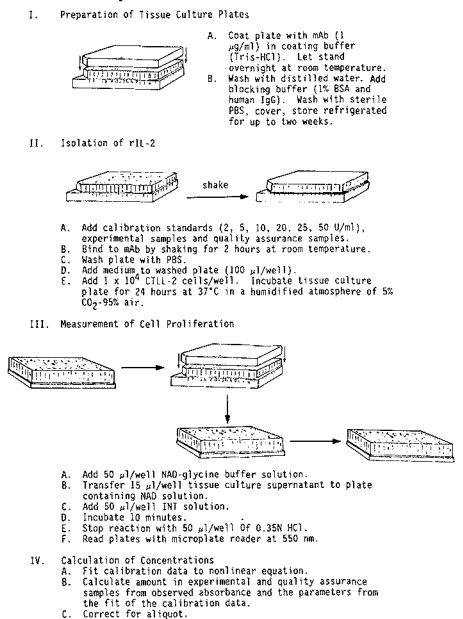 I. Preparation of Tissue Culture Plates
A. Coat plate with mAb (1
µg/ml) in coating buffer
(Tris-HCl). Let stand
overnight at room temperature.
B. Wash with distilled water. Add
blocking buffer (1% BSA and
human IgG). Wash with sterile
PBS, cover, store refrigerated
for up to two weeks.
II. Isolation of rIL-2
shake
A. Add calibration standards (2, 5, 10, 20, 25, 50 U/ml),
experimental samples and quality assurance samples.
B. Bind to mAb by shaking for 2 hours at room temperature.
C. Wash plate with PBS.
D. Add medium to washed plate (100 µl/well).
E. Add 1 x 10⁴ CTLL-2 cells/well. Incubate tissue culture
plate for 24 hours at 37°C in a humidified atmosphere of 5%
CO₂-95% air.
III. Measurement of Cell Proliferation
A. Add 50 µl/well NAD-glycine buffer solution.
B. Transfer 15 µl/well tissue culture supernatant to plate
containing NAD solution.
C. Add 50 µl/well INT solution.
D. Incubate 10 minutes.
E. Stop reaction with 50 µl/well Of 0.35N HCl.
F. Read plates with microplate reader at 550 nm.
IV. Calculation of Concentrations
A. Fit calibration data to nonlinear equation.
B. Calculate amount in experimental and quality assurance
samples from observed absorbance and the parameters from
the fit of the calibration data.
C. Correct for aliquot.